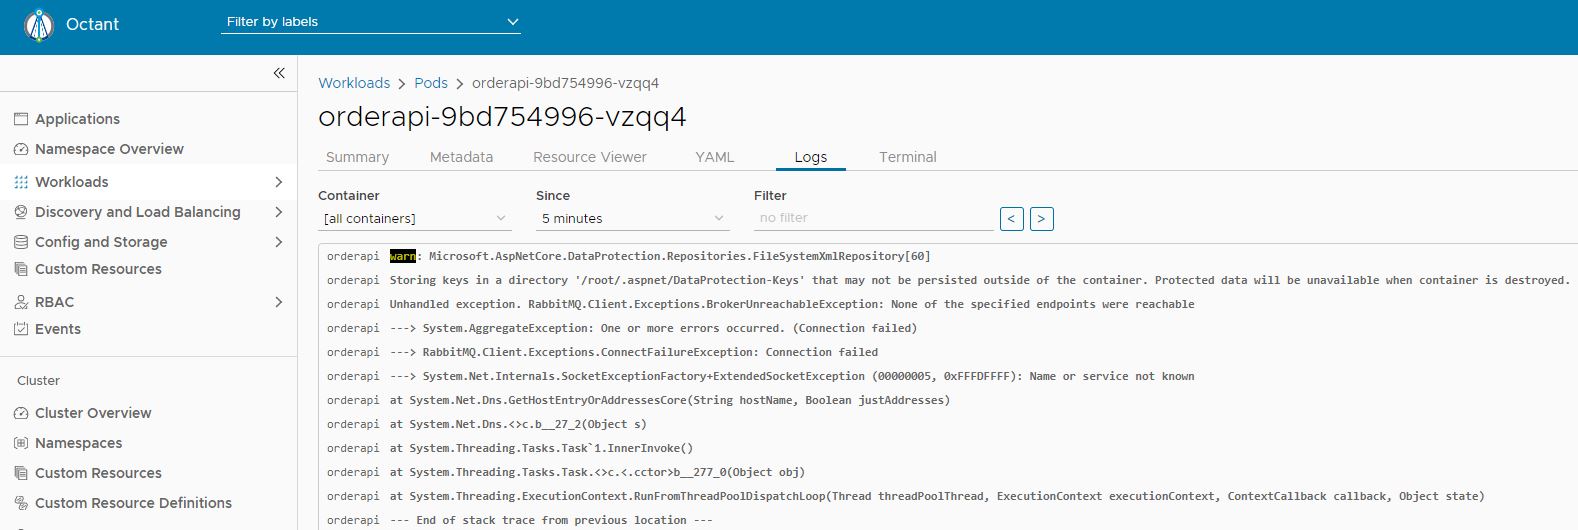 Octant
Filter by labels
Applications
Namespace Overview
Workloads
Discovery and Load Balancing
Config and Storage
Custom Resources
RBAC
Events
Cluster
Cluster Overview
Namespaces
Custom Resources
Custom Resource Definitions
Workloads > Pods > orderapi-9bd754996-vzqq4
orderapi-9bd754996-vzqq4
Summary Metadata Resource Viewer YAML Logs Terminal
Container Since Filter
[all containers] 5 minutes no filter < >
orderapi warn: Microsoft.AspNetCore.DataProtection.Repositories.FileSystemXmlRepository[60]
orderapi Storing keys in a directory '/root/.aspnet/DataProtection-Keys' that may not be persisted outside of the container. Protected data will be unavailable when container is destroyed.
orderapi Unhandled exception. RabbitMQ.Client.Exceptions.BrokerUnreachableException: None of the specified endpoints were reachable
orderapi ---> System.AggregateException: One or more errors occurred. (Connection failed)
orderapi ---> RabbitMQ.Client.Exceptions.ConnectFailureException: Connection failed
orderapi ---> System.Net.Internals.SocketExceptionFactory+ExtendedSocketException (00000005, 0xFFFDFFFF): Name or service not known
orderapi at System.Net.Dns.GetHostEntryOrAddressesCore(String hostName, Boolean justAddresses)
orderapi at System.Net.Dns.<>c.b__27_2(Object s)
orderapi at System.Threading.Tasks.Task`1.InnerInvoke()
orderapi at System.Threading.Tasks.Task.<>c.<.cctor>b__277_0(Object obj)
orderapi at System.Threading.ExecutionContext.RunFromThreadPoolDispatchLoop(Thread threadPoolThread, ExecutionContext executionContext, ContextCallback callback, Object state)
orderapi --- End of stack trace from previous location ---